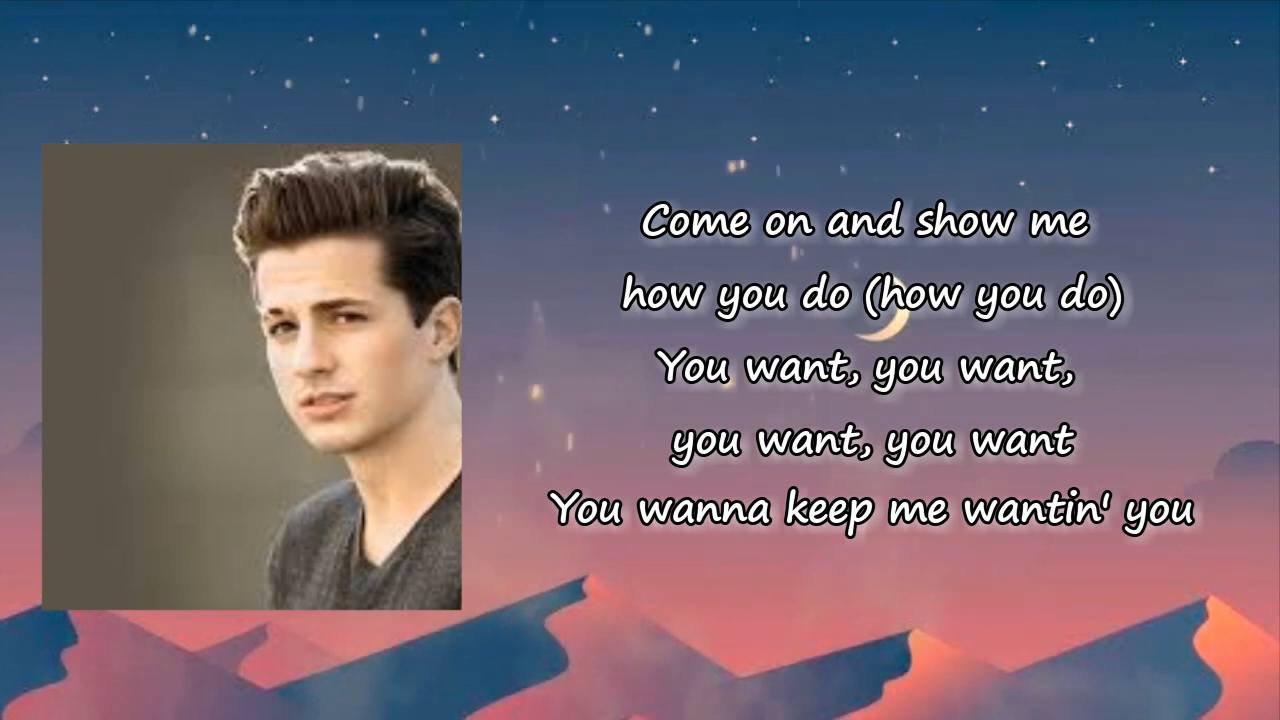 Come on and show me
how you do (how you do)
You want, you want,
you want, you want
You wanna keep me wantin' you